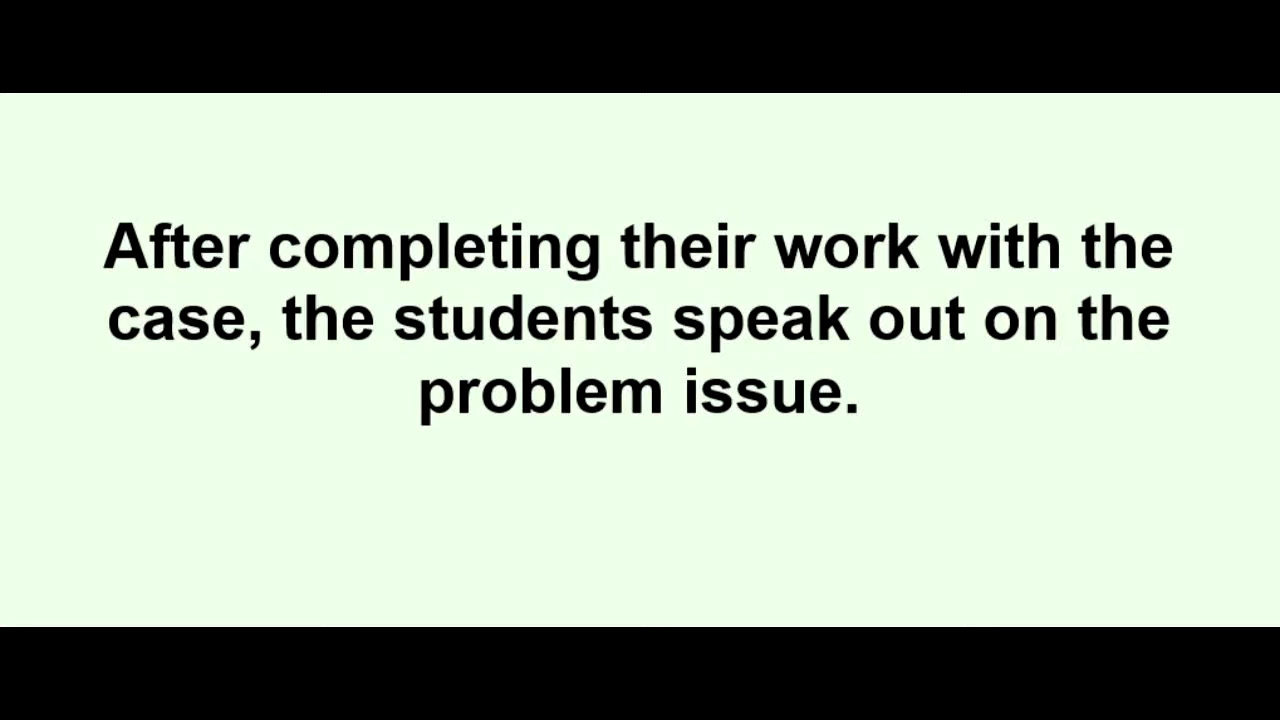 After completing their work with the
case, the students speak out on the
problem issue.